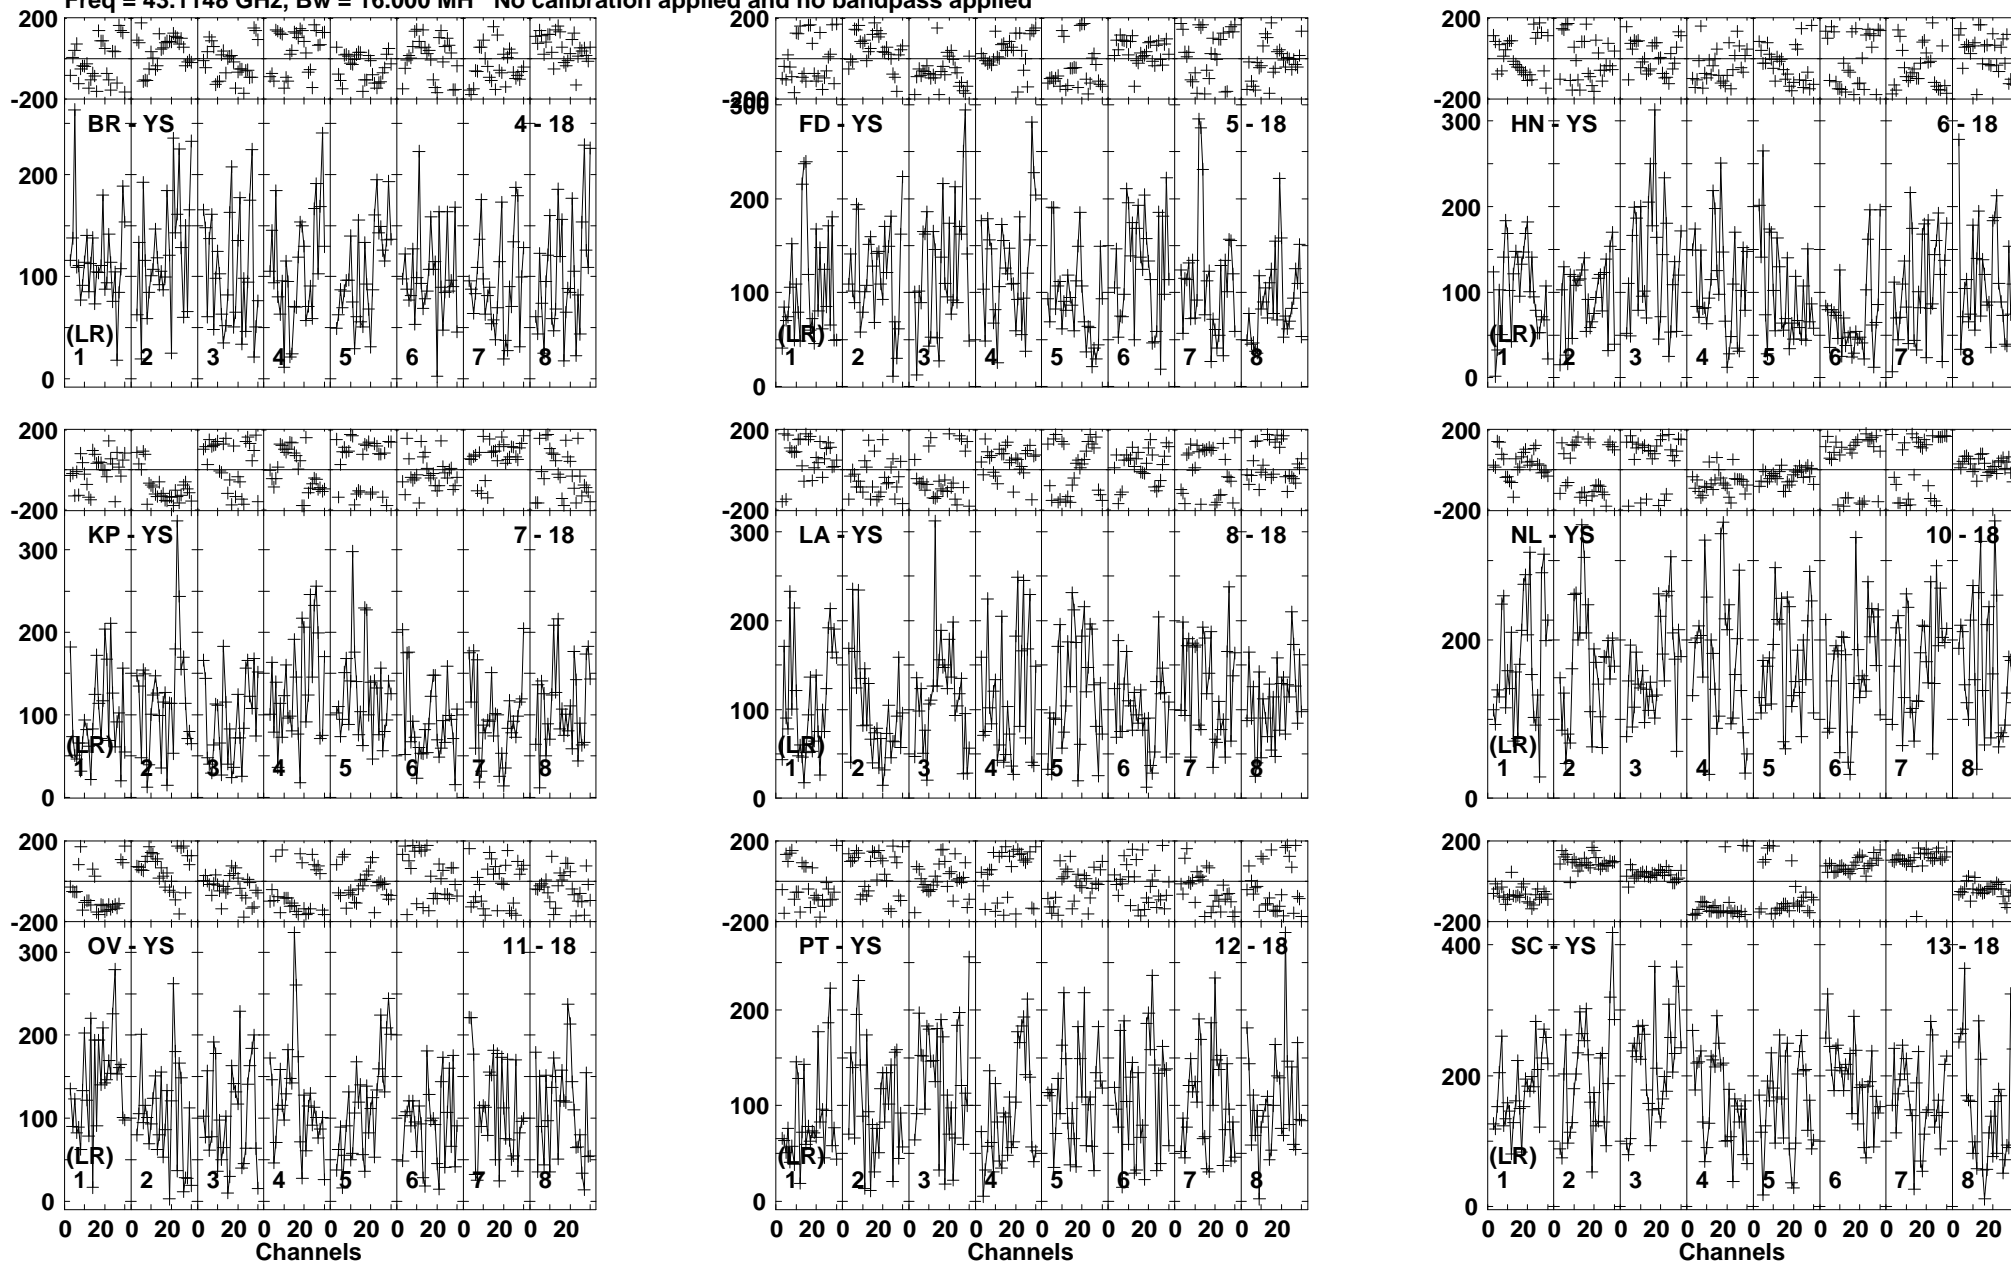 Freq = 43.1148 GHz, Bw = 16.000 MH No calibration applied and no bandpass applied
200 200 200
-200 -200 -200
BR - YS 4 - 18
200
100
0
(LR)
1 2 3 4 5 6 7 8
300
FD - YS 5 - 18
200
100
0
(LR)
1 2 3 4 5 6 7 8
HN - YS 6 - 18
300
200
100
0
(LR)
1 2 3 4 5 6 7 8
200 200 200
-200 -200 -200
KP - YS 7 - 18
300
200
100
0
(LR)
1 2 3 4 5 6 7 8
LA - YS 8 - 18
300
200
100
0
(LR)
1 2 3 4 5 6 7 8
NL - YS 10 - 18
200
0
(LR)
1 2 3 4 5 6 7 8
200 200 200
-200 -200 -200
OV - YS 11 - 18
300
200
100
0
(LR)
1 2 3 4 5 6 7 8
0 20 0 20 0 20 0 20 0 20 0 20 0 20 0 20
Channels
PT - YS 12 - 18
200
100
0
(LR)
1 2 3 4 5 6 7 8
0 20 0 20 0 20 0 20 0 20 0 20 0 20 0 20
Channels
SC - YS 13 - 18
400
200
0
(LR)
1 2 3 4 5 6 7 8
0 20 0 20 0 20 0 20 0 20 0 20 0 20 0 20
Channels